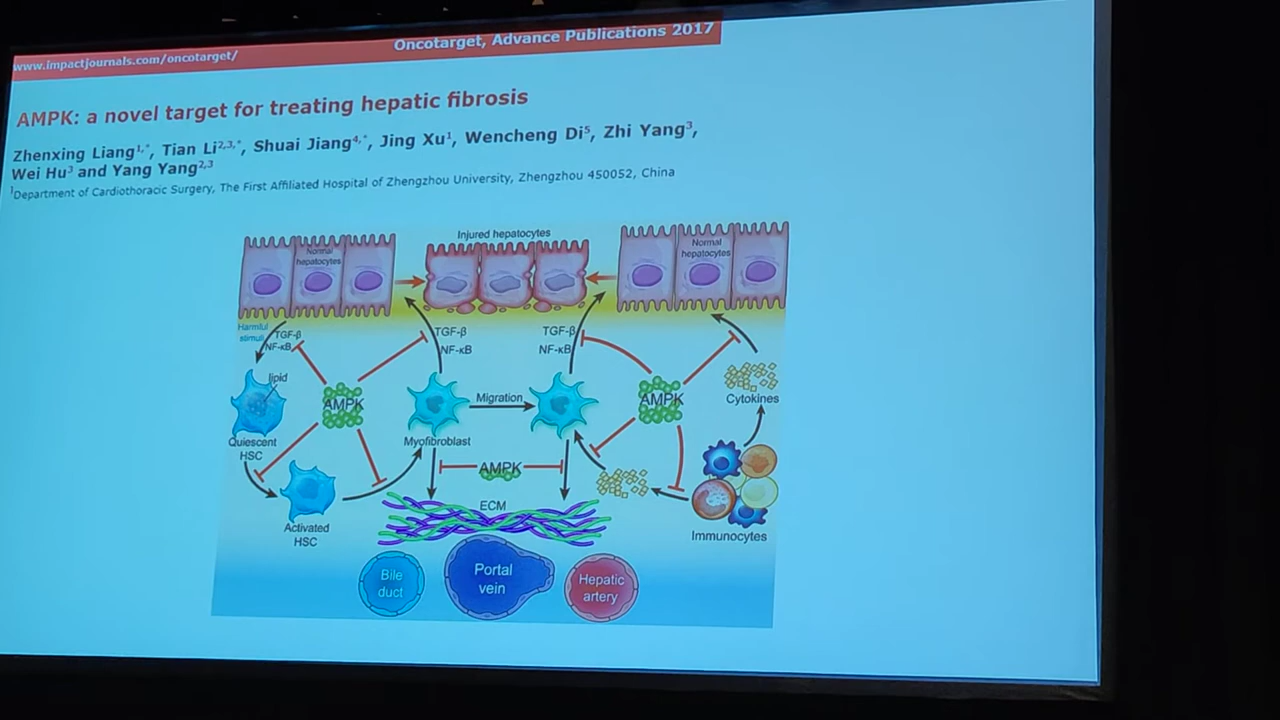 www.impactjournals.com/oncotarget/
Oncotarget, Advance Publications 2017
AMPK: a novel target for treating hepatic fibrosis
Zhenxing Liang1,*, Tian Li2,3,*, Shuai Jiang4,*, Jing Xu1, Wencheng Di5, Zhi Yang3,
Wei Hu3 and Yang Yang2,3
1Department of Cardiothoracic Surgery, The First Affiliated Hospital of Zhengzhou University, Zhengzhou 450052, China
Injured hepatocytes
Normal
hepatocytes
Normal
hepatocytes
Harmful
stimuli
TGF-β
NF-κB
TGF-β
NF-κB
TGF-β
NF-κB
lipid
AMPK
Migration
AMPK
Cytokines
Quiescent
HSC
Myofibroblast
AMPK
ECM
Activated
HSC
Immunocytes
Bile
duct
Portal
vein
Hepatic
artery